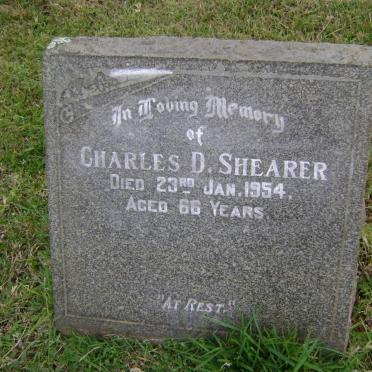 In Loving Memory
of
CHARLES D. SHEARER
DIED 23RD JAN. 1954.
AGED 66 YEARS
"AT REST."